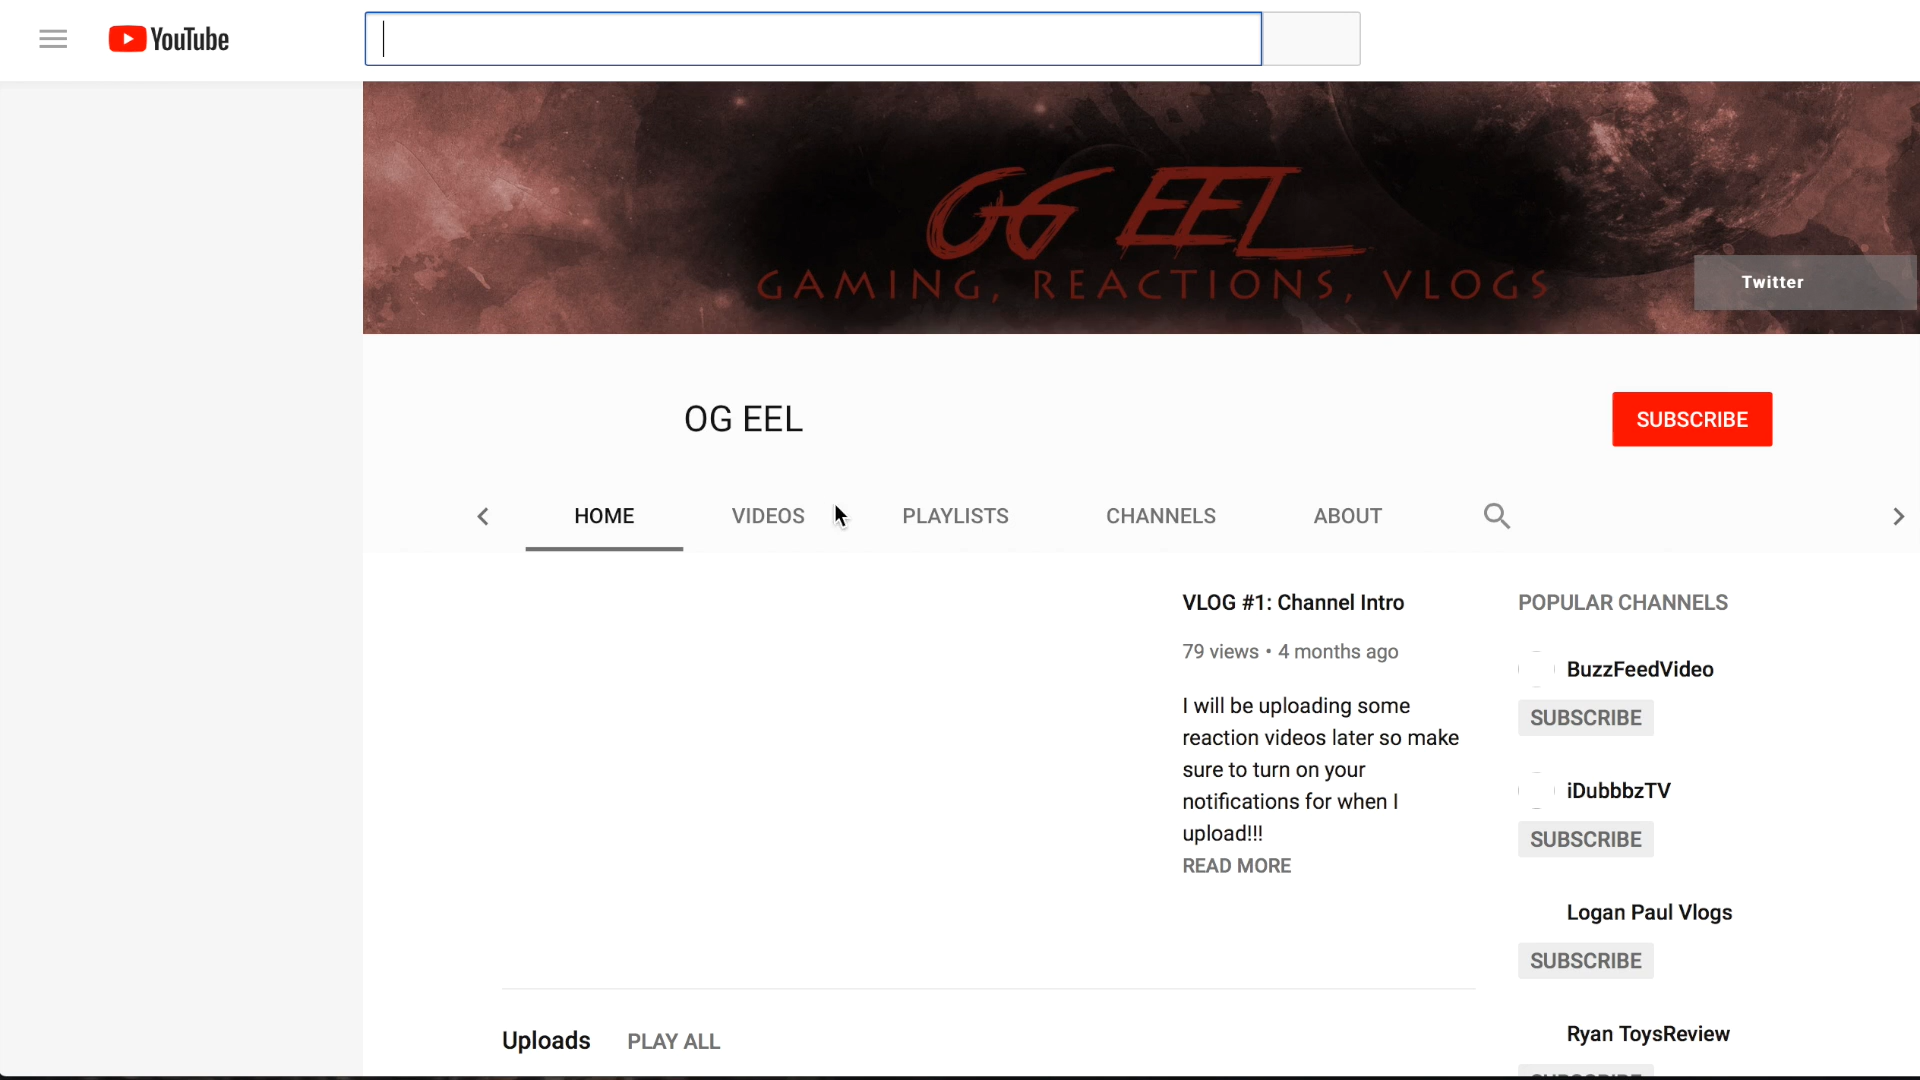 YouTube
OG EEL
GAMING, REACTIONS, VLOGS
Twitter
OG EEL
SUBSCRIBE
HOME
VIDEOS
PLAYLISTS
CHANNELS
ABOUT
VLOG #1: Channel Intro
79 views • 4 months ago
I will be uploading some
reaction videos later so make
sure to turn on your
notifications for when I
upload!!!
READ MORE
POPULAR CHANNELS
BuzzFeedVideo
SUBSCRIBE
iDubbbzTV
SUBSCRIBE
Logan Paul Vlogs
SUBSCRIBE
Ryan ToysReview
SUBSCRIBE
Uploads PLAY ALL